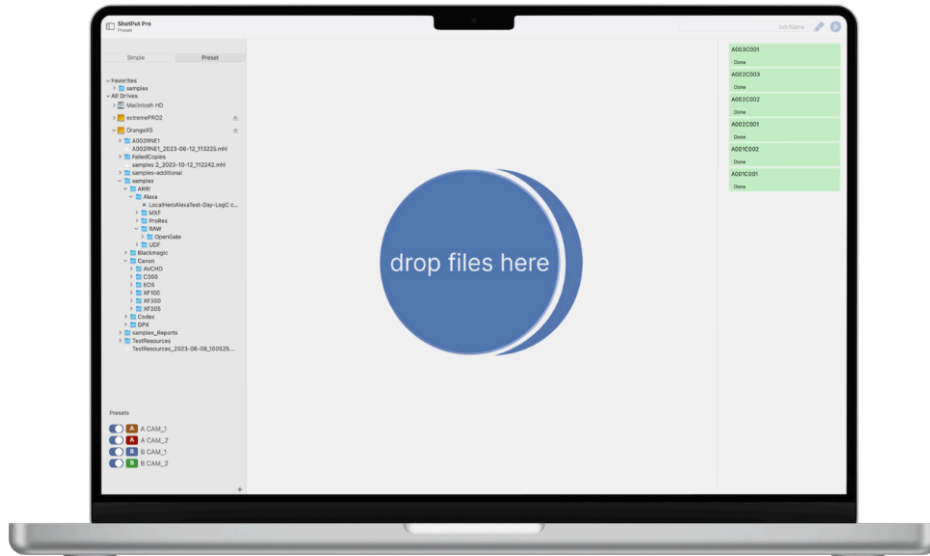 ShotPut Pro
Preset
Job Name
Simple Preset
Favorites
samples
All Drives
Macintosh HD
extremePRO2
OrangeXS
A002RNE1
A002RNE1_2023-06-12_113225.mhl
FailedCopies
samples 2_2023-10-12_112242.mhl
samples-additional
samples
ARRI
Alexa
# LocalHeroAlexaTest-Day-LogC c...
MXF
ProRes
RAW
OpenGate
UDF
Blackmagic
Canon
AVCHD
C300
EOS
XF100
XF300
XF305
Codex
DPX
samples_Reports
TestResources
TestResources_2023-06-08_100525....
Presets
A A CAM_1
A A CAM_2
B B CAM_1
B B CAM_2
+
drop files here
A003C001
Done
A002C003
Done
A002C002
Done
A002C001
Done
A001C002
Done
A001C001
Done